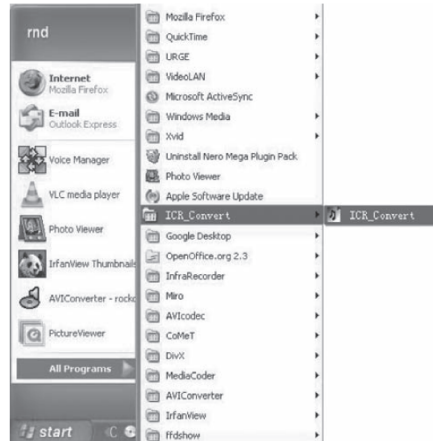 rnd
Internet
Mozilla Firefox
E-mail
Outlook Express
Voice Manager
VLC media player
Photo Viewer
IrfanView Thumbnails
AVIConverter - rocko
PictureViewer
All Programs
start
Mozilla Firefox
QuickTime
URGE
VideoLAN
Microsoft ActiveSync
Windows Media
Xvid
Uninstall Nero Mega Plugin Pack
Photo Viewer
Apple Software Update
ICR_Convert
Google Desktop
OpenOffice.org 2.3
InfraRecorder
Miro
AVIcodec
CoMeT
DivX
MediaCoder
AVIConverter
IrfanView
ffdshow
ICR_Convert